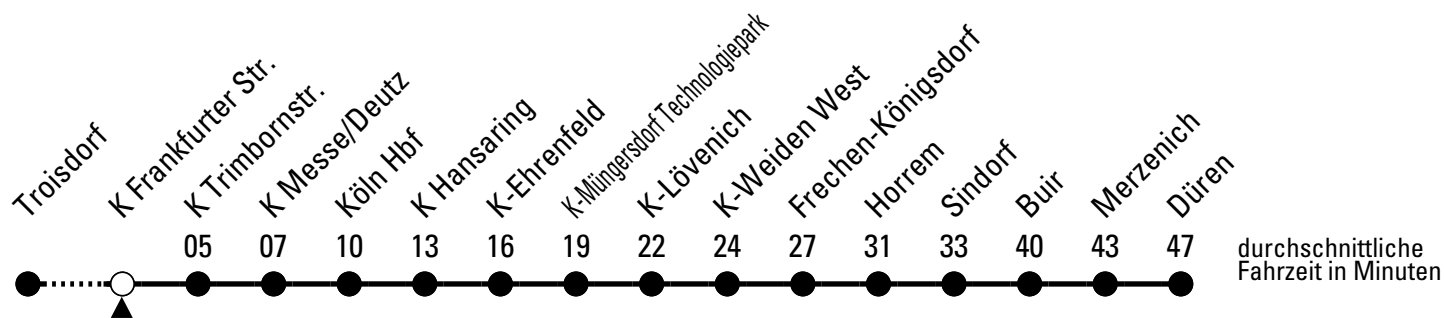 Troisdorf
K Frankfurter Str.
K Trimbornstr.
K Messe/Deutz
Köln Hbf
K Hansaring
K-Ehrenfeld
K-Müngersdorf Technologiepark
K-Lövenich
K-Weiden West
Frechen-Königsdorf
Horrem
Sindorf
Buir
Merzenich
Düren
05 07 10 13 16 19 22 24 27 31 33 40 43 47
durchschnittliche
Fahrzeit in Minuten